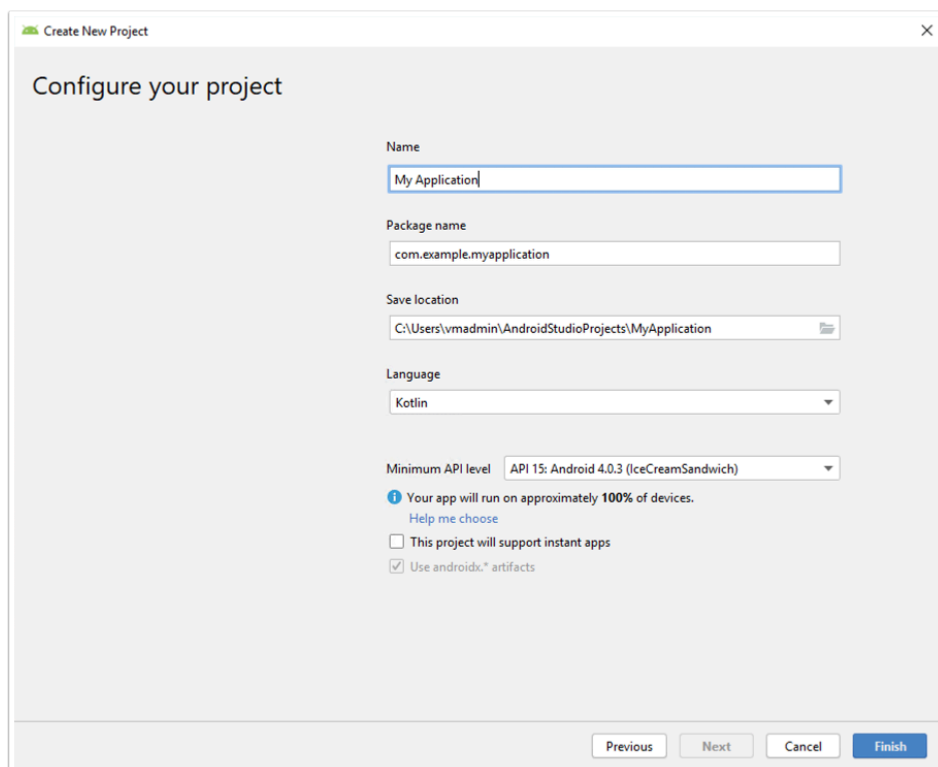 Create New Project
Configure your project
Name
My Application
Package name
com.example.myapplication
Save location
C:\Users\vmadmin\AndroidStudioProjects\MyApplication
Language
Kotlin
Minimum API level API 15: Android 4.0.3 (IceCreamSandwich)
Your app will run on approximately 100% of devices.
Help me choose
This project will support instant apps
Use androidx.* artifacts
Previous Next Cancel Finish